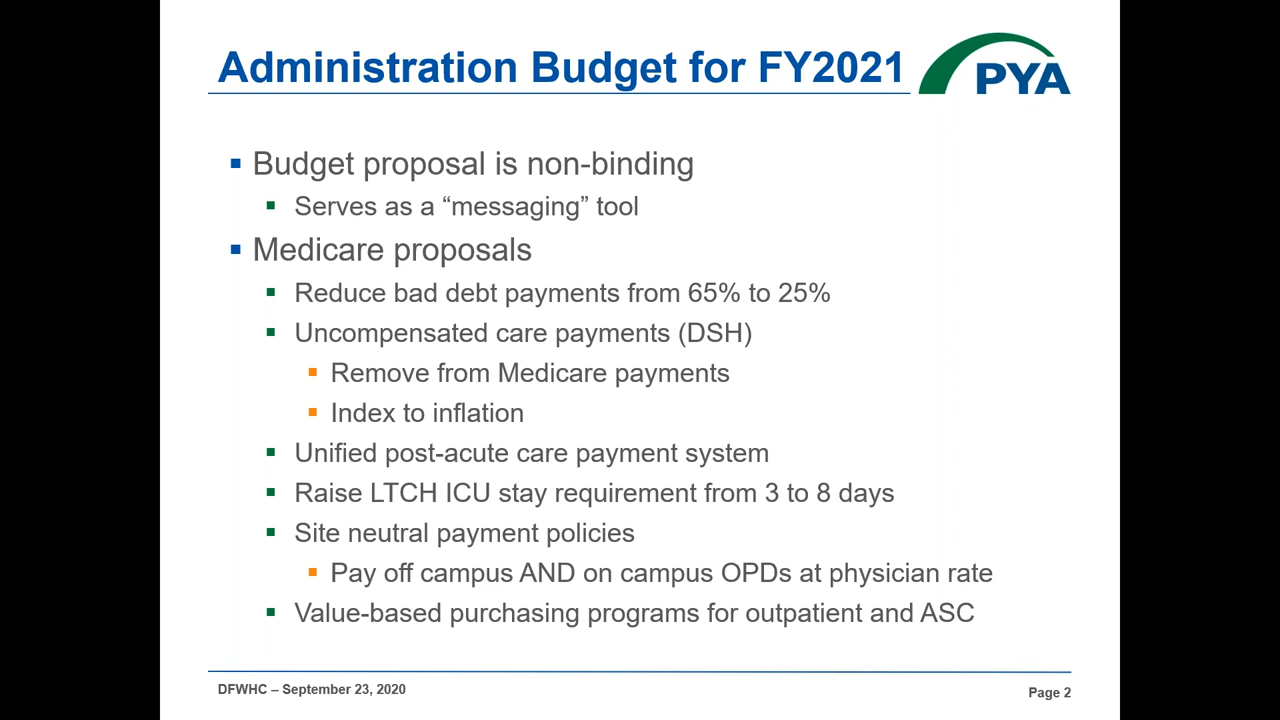 Administration Budget for FY2021
PYA
Budget proposal is non-binding
Serves as a “messaging” tool
Medicare proposals
Reduce bad debt payments from 65% to 25%
Uncompensated care payments (DSH)
Remove from Medicare payments
Index to inflation
Unified post-acute care payment system
Raise LTCH ICU stay requirement from 3 to 8 days
Site neutral payment policies
Pay off campus AND on campus OPDs at physician rate
Value-based purchasing programs for outpatient and ASC
DFWHC – September 23, 2020
Page 2